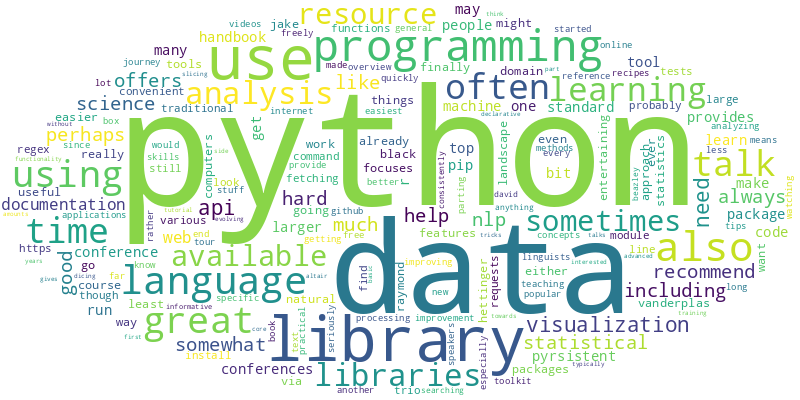 python
data
library
use
programming
language
using
time
great
analysis
often
learning
talk
also
sometimes
libraries
available
resource
like
visualization
statistical
recommend
including
need
always
api
nlp
help
hard
much
good
perhaps
science
offers
handbook
many
tools
convenient
traditional
easier
box
regex
since
really
useful
documentation
applications
https
conference
course
though
go
know
far
least
run
way
somewhat
install
conferences
via
another
trio
searching
toolkit
packages
pyrsistent
package
vanderplas
provides
learn
standard
machine
one
large
probably
tests
tool
domain
people
may
might
functions
jake
videos
journey
freely
general
think
started
online
reference
recipes
part
finally
things
quickly
easiest
internet
overview
made
lot
slicing
get
computers
work
command
fetching
provide
already
black
focuses
better
r
top
pip
bit
even
methods
every
declarative
landscape
entertaining
approach
ever
statistics
analyzing
less
means
without
functionality
would
skills
still
side
look
stuff
tutorial
evolving
web
end
tour
various
rather
going
github
larger
getting
free
altair
improving
natural
specific
text
practical
seriously
processing
improvement
speakers
especially
hettinger
raymond
find
basic
new
popular
teaching
linguists
requests
features
tricks
concepts
talks
module
either
interested
advanced
line
tips
code
want
make
watching
long
training
typically
towards
david
beazley
anything
consistently
parting
book
core
informative
first
gives
years
dicing
adounts